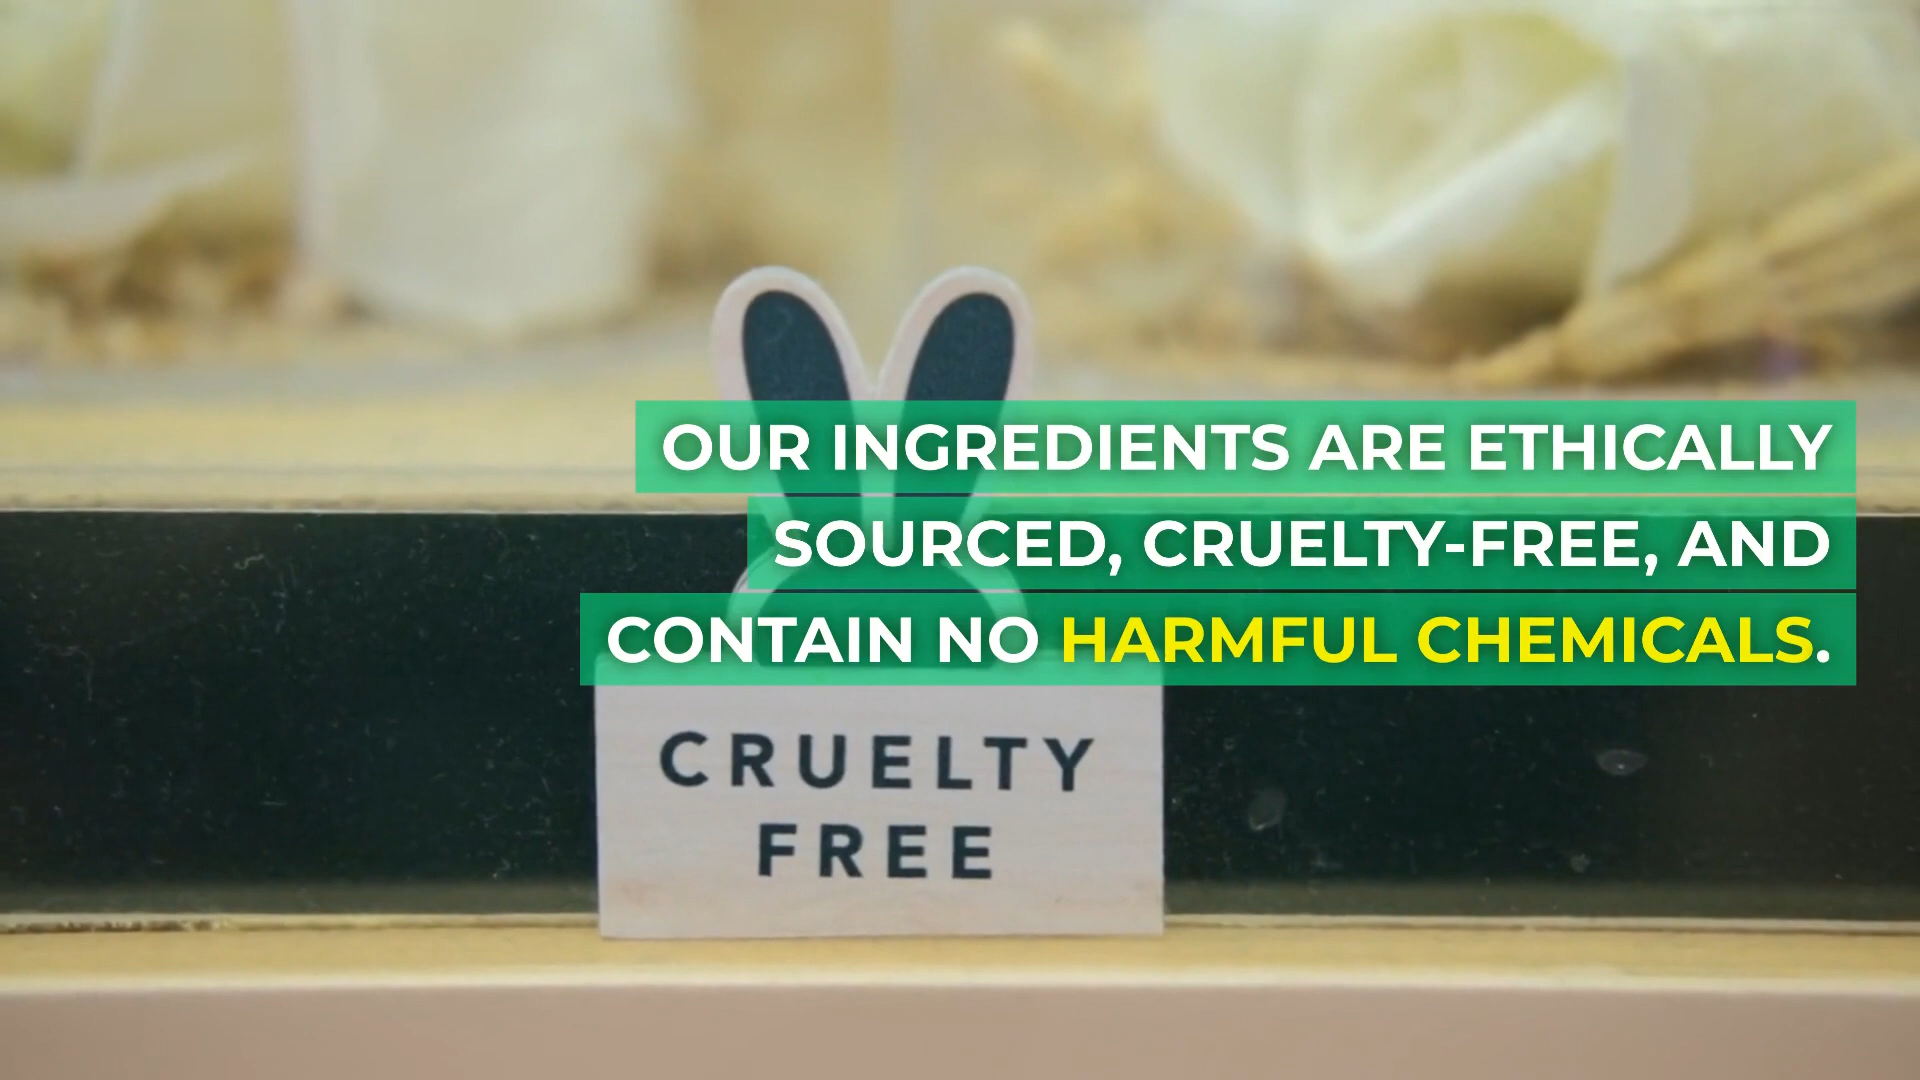 OUR INGREDIENTS ARE ETHICALLY
SOURCED, CRUELTY-FREE, AND
CONTAIN NO HARMFUL CHEMICALS.
CRUELTY
FREE